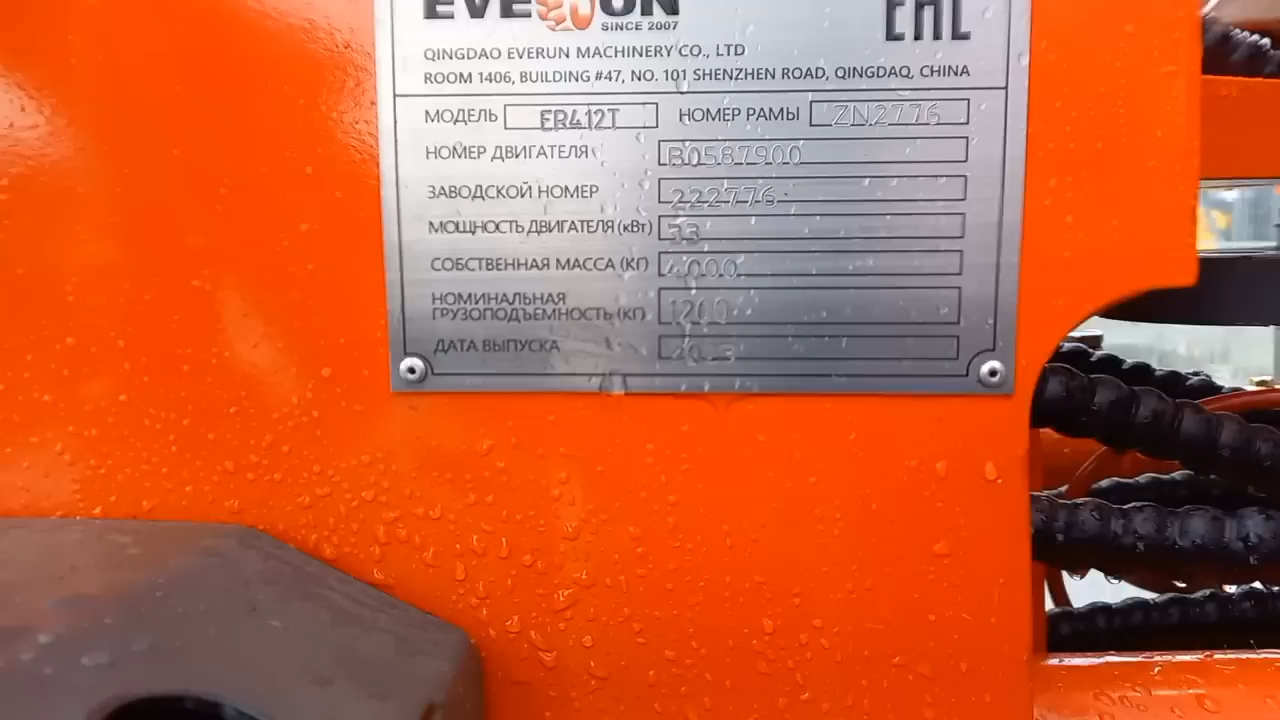 EVERUN
SINCE 2007
EAC
QINGDAO EVERUN MACHINERY CO., LTD
ROOM 1406, BUILDING #47, NO. 101 SHENZHEN ROAD, QINGDAO, CHINA
МОДЕЛЬ ER412T НОМЕР РАМЫ ZN2776
НОМЕР ДВИГАТЕЛЯ B0587900
ЗАВОДСКОЙ НОМЕР 222776
МОЩНОСТЬ ДВИГАТЕЛЯ (кВт) 33
СОБСТВЕННАЯ МАССА (КГ) 4000
НОМИНАЛЬНАЯ
ГРУЗОПОДЪЕМНОСТЬ (КГ) 1200
ДАТА ВЫПУСКА 2023